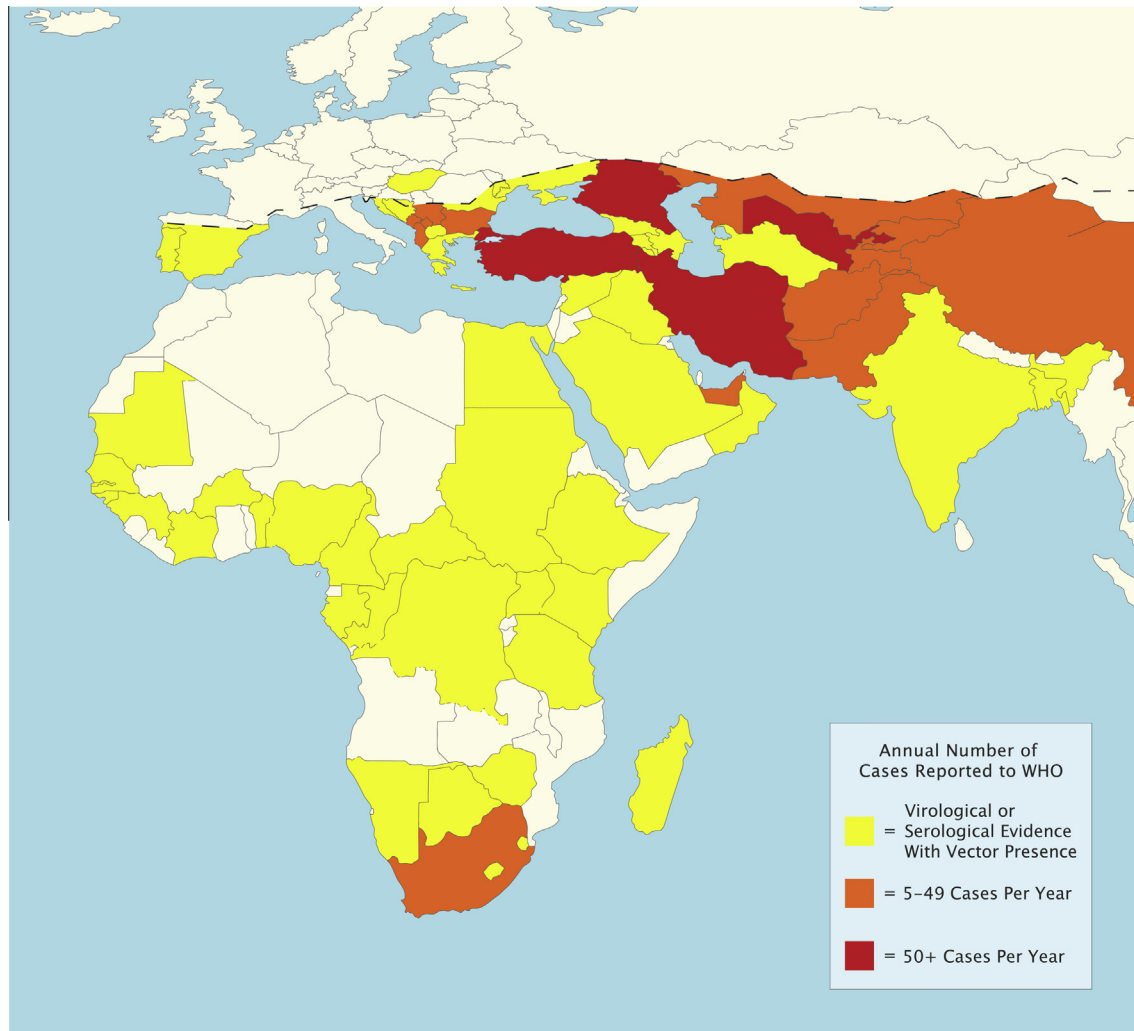 Annual Number of
Cases Reported to WHO
Virological or
= Serological Evidence
With Vector Presence
= 5–49 Cases Per Year
= 50+ Cases Per Year